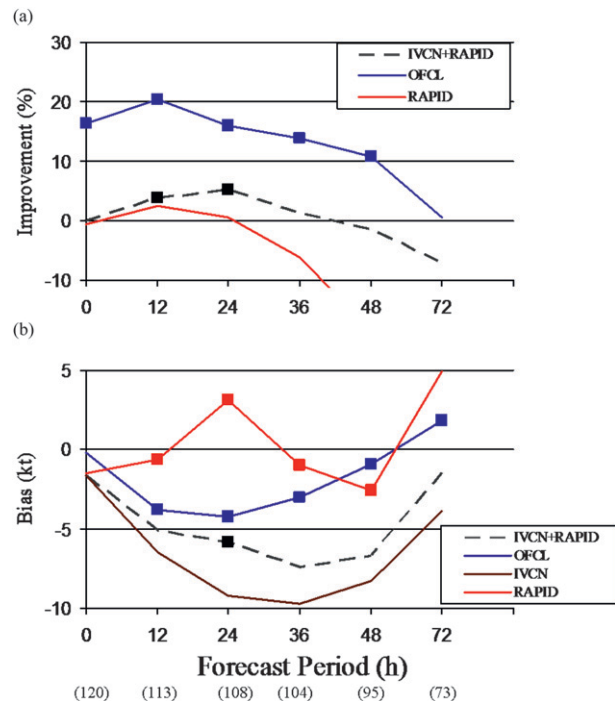 (a)
30
20
10
0
-10
Improvement (%)
IVCN+RAPID
OFCL
RAPID
0 12 24 36 48 72
(b)
5
0
-5
-10
Bias (kt)
IVCN+RAPID
OFCL
IVCN
RAPID
0 12 24 36 48 72
Forecast Period (h)
(120) (113) (108) (104) (95) (73)